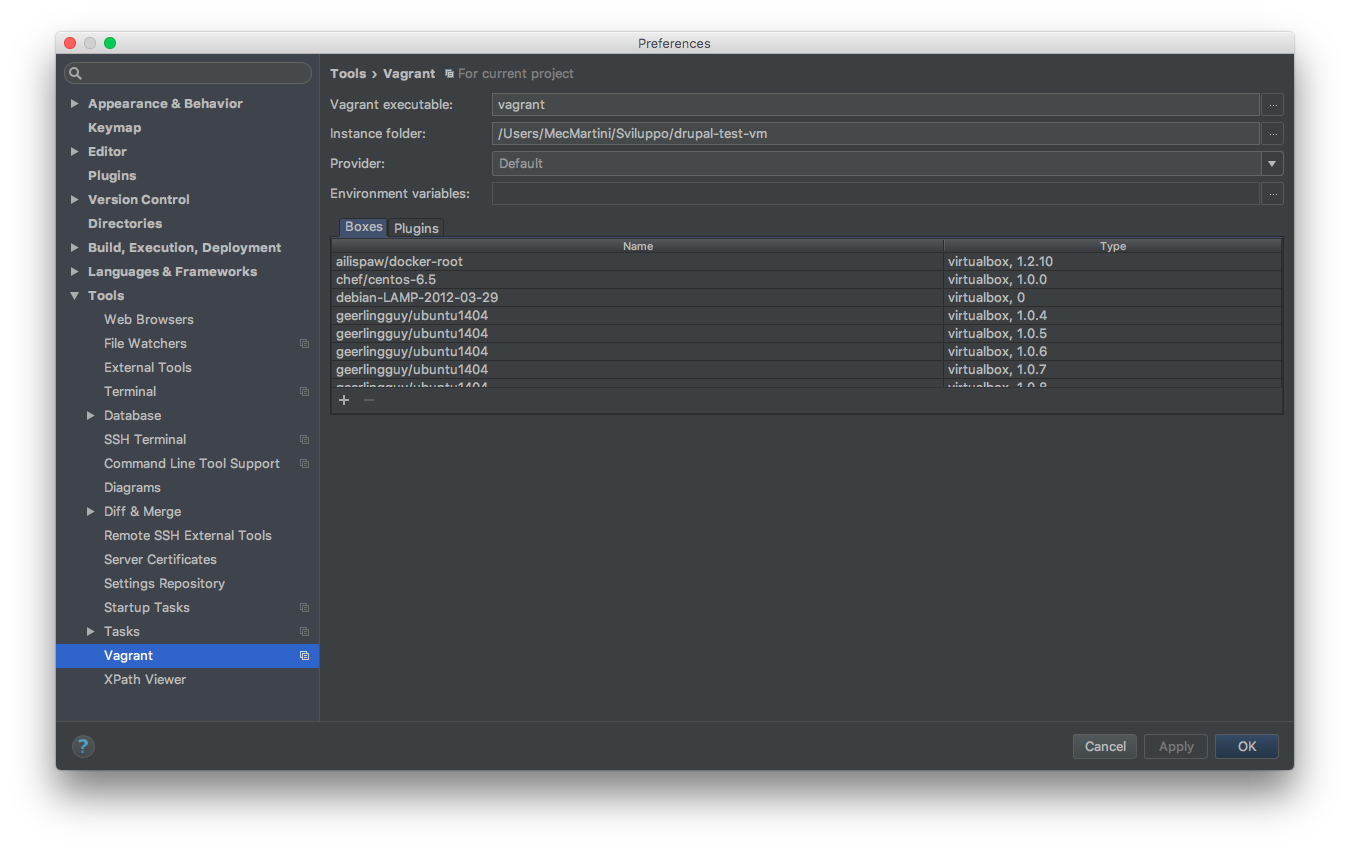 Preferences
Appearance & Behavior
Keymap
Editor
Plugins
Version Control
Directories
Build, Execution, Deployment
Languages & Frameworks
Tools
Web Browsers
File Watchers
External Tools
Terminal
Database
SSH Terminal
Command Line Tool Support
Diagrams
Diff & Merge
Remote SSH External Tools
Server Certificates
Settings Repository
Startup Tasks
Tasks
Vagrant
XPath Viewer
Tools › Vagrant For current project
Vagrant executable: vagrant ...
Instance folder: /Users/MecMartini/Sviluppo/drupal-test-vm ...
Provider: Default
Environment variables: ...
Boxes Plugins
Name Type
ailispaw/docker-root virtualbox, 1.2.10
chef/centos-6.5 virtualbox, 1.0.0
debian-LAMP-2012-03-29 virtualbox, 0
geerlingguy/ubuntu1404 virtualbox, 1.0.4
geerlingguy/ubuntu1404 virtualbox, 1.0.5
geerlingguy/ubuntu1404 virtualbox, 1.0.6
geerlingguy/ubuntu1404 virtualbox, 1.0.7
geerlingguy/ubuntu1404 virtualbox, 1.0.8
?
Cancel Apply OK